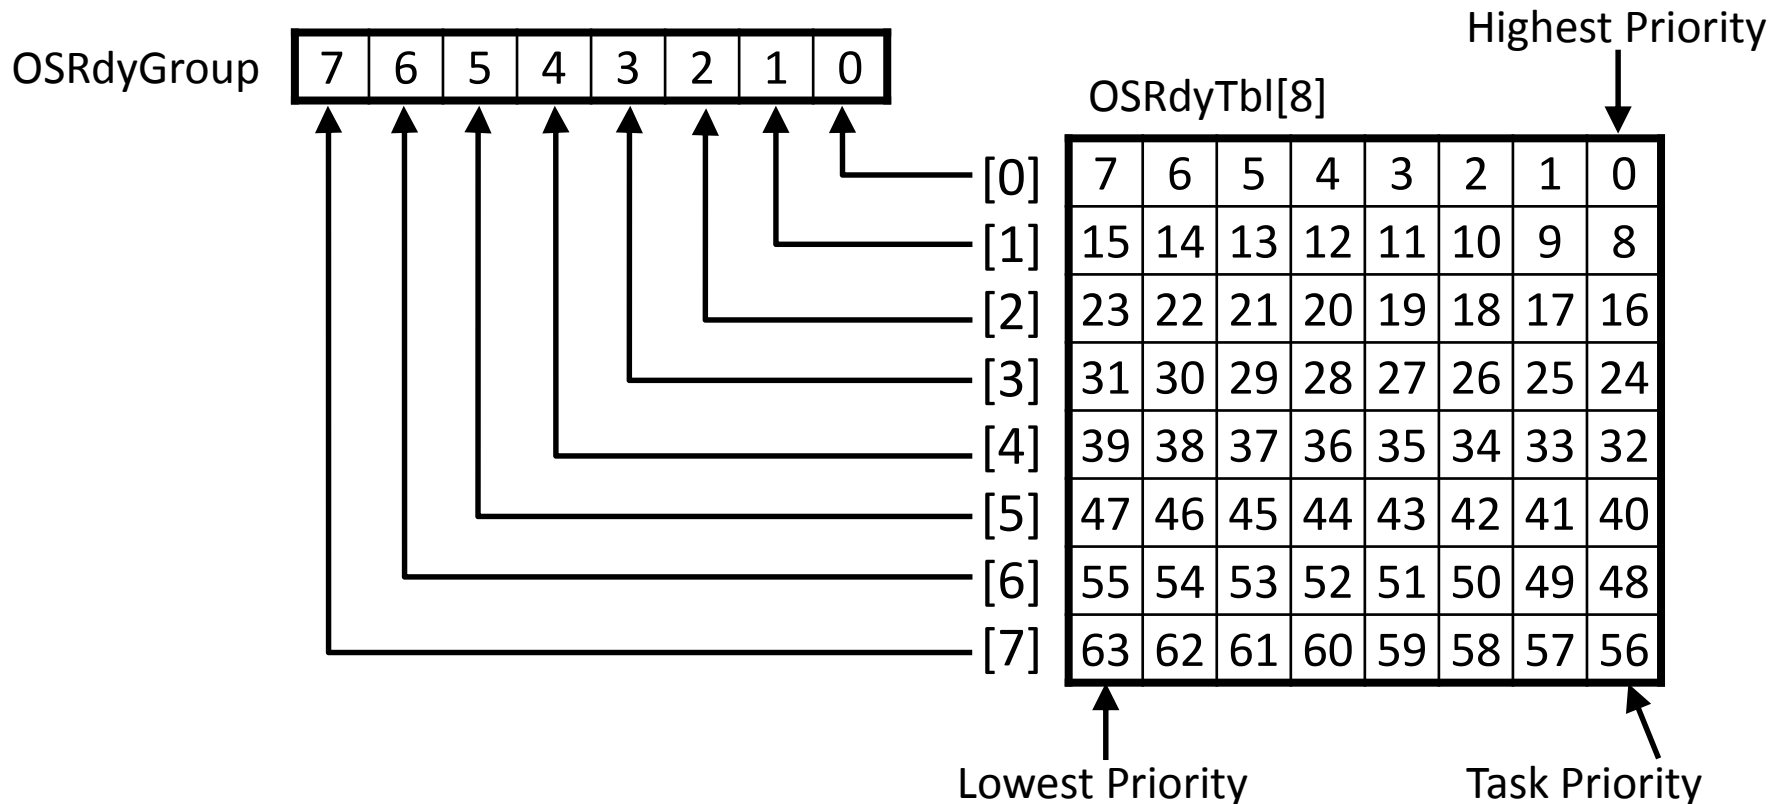 Highest Priority
OSRdyGroup 7 6 5 4 3 2 1 0
OSRdyTbl[8]
[0] 7 6 5 4 3 2 1 0
[1] 15 14 13 12 11 10 9 8
[2] 23 22 21 20 19 18 17 16
[3] 31 30 29 28 27 26 25 24
[4] 39 38 37 36 35 34 33 32
[5] 47 46 45 44 43 42 41 40
[6] 55 54 53 52 51 50 49 48
[7] 63 62 61 60 59 58 57 56
Lowest Priority Task Priority